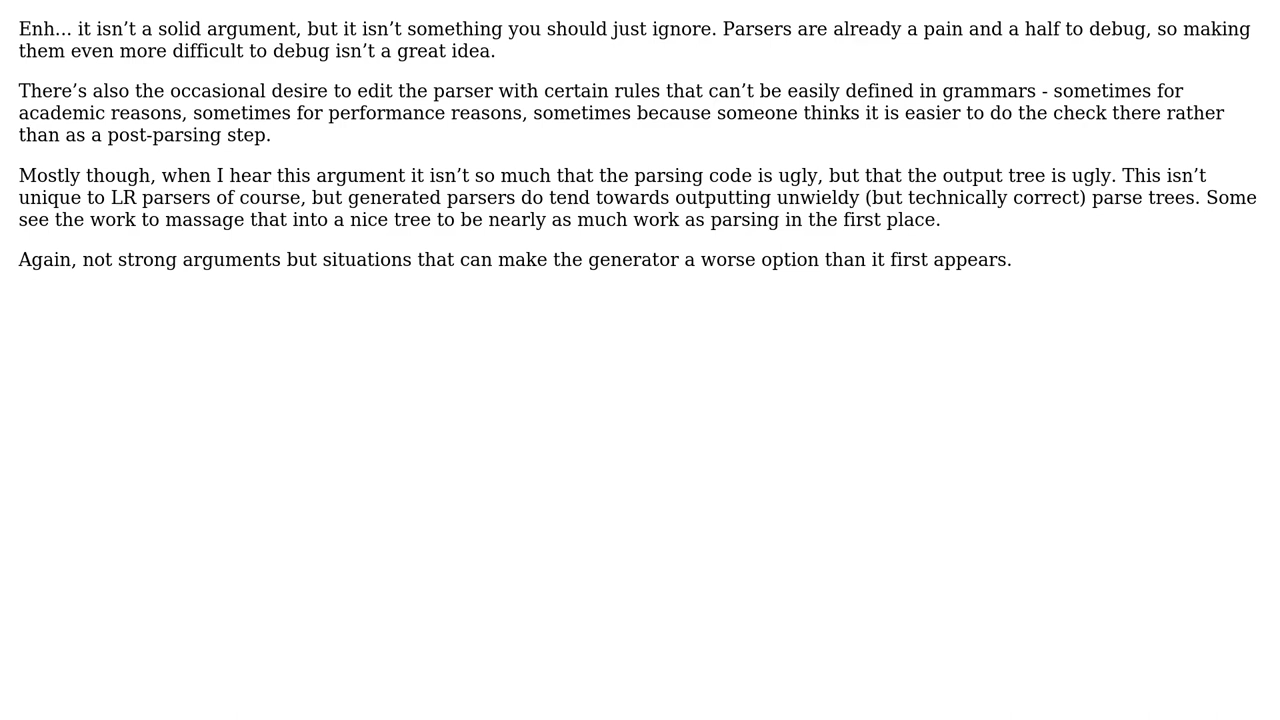 Enh... it isn’t a solid argument, but it isn’t something you should just ignore. Parsers are already a pain and a half to debug, so making
them even more difficult to debug isn’t a great idea.
There’s also the occasional desire to edit the parser with certain rules that can’t be easily defined in grammars - sometimes for
academic reasons, sometimes for performance reasons, sometimes because someone thinks it is easier to do the check there rather
than as a post-parsing step.
Mostly though, when I hear this argument it isn’t so much that the parsing code is ugly, but that the output tree is ugly. This isn’t
unique to LR parsers of course, but generated parsers do tend towards outputting unwieldy (but technically correct) parse trees. Some
see the work to massage that into a nice tree to be nearly as much work as parsing in the first place.
Again, not strong arguments but situations that can make the generator a worse option than it first appears.